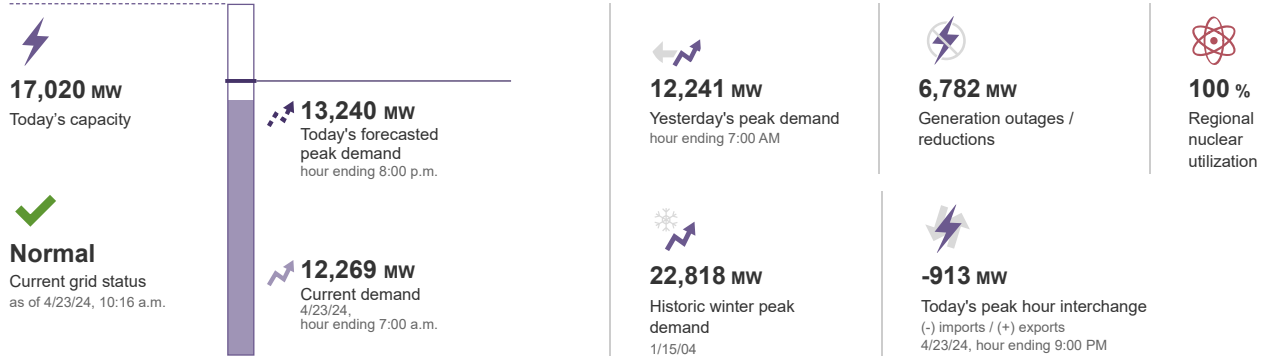 17,020 MW
Today's capacity
Normal
Current grid status
as of 4/23/24, 10:16 a.m.
13,240 MW
Today's forecasted
peak demand
hour ending 8:00 p.m.
12,269 MW
Current demand
4/23/24,
hour ending 7:00 a.m.
12,241 MW
Yesterday's peak demand
hour ending 7:00 AM
6,782 MW
Generation outages /
reductions
100 %
Regional
nuclear
utilization
22,818 MW
Historic winter peak
demand
1/15/04
-913 MW
Today's peak hour interchange
(-) imports / (+) exports
4/23/24, hour ending 9:00 PM